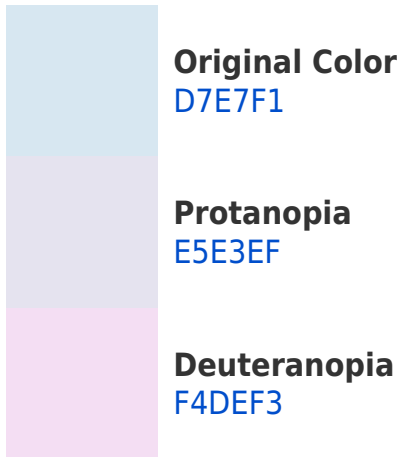 Original Color
D7E7F1
Protanopia
E5E3EF
Deuteranopia
F4DEF3